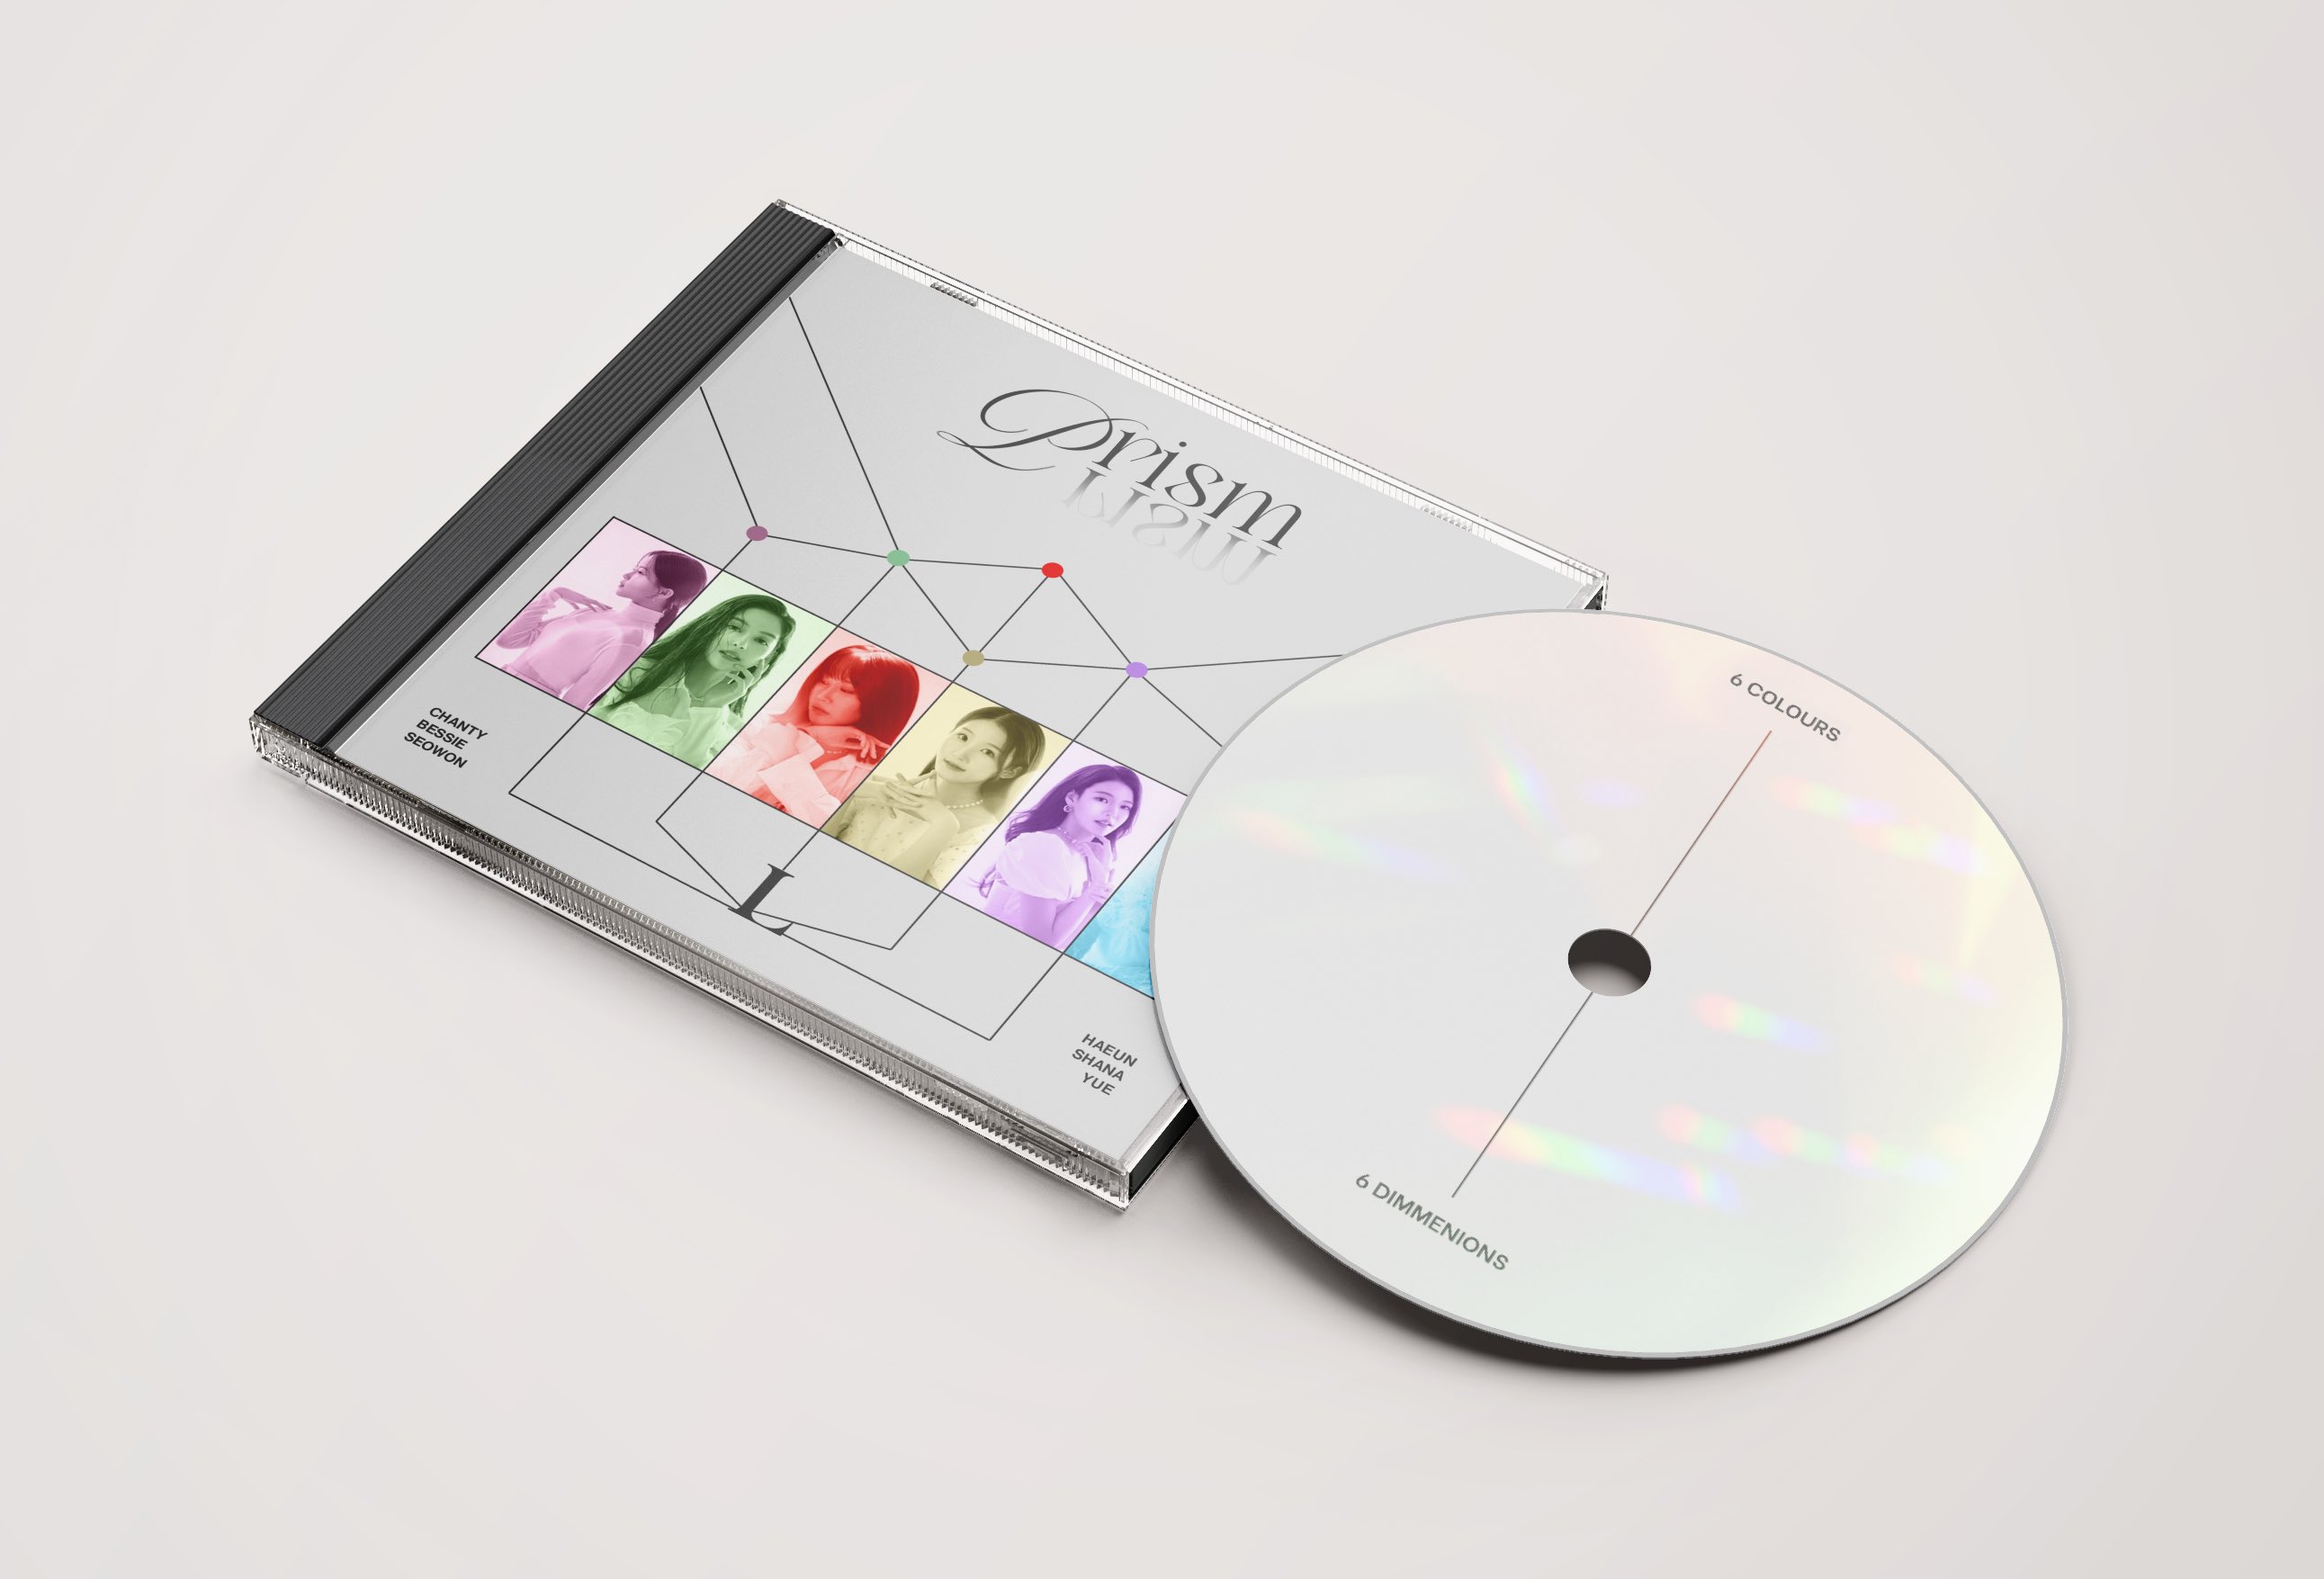 Prism
L
CHANTY
BESSIE
SEOWON
HAEUN
SHANA
YUE
6 COLOURS
6 DIMMENIONS